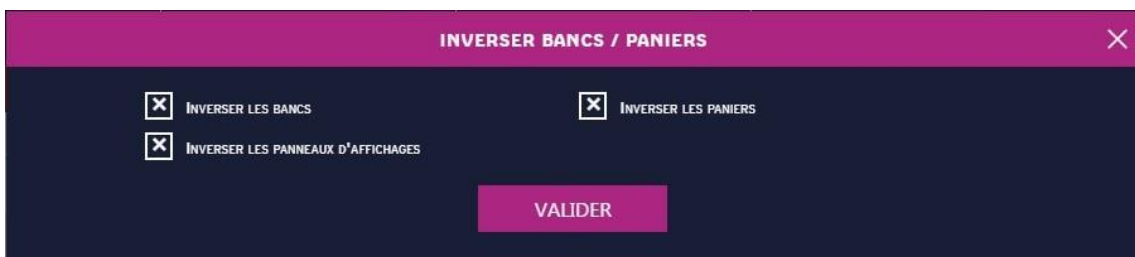 INVERSER BANCS / PANIERS
INVERSER LES BANCS
INVERSER LES PANIERS
INVERSER LES PANNEAUX D'AFFICHAGES
VALIDER